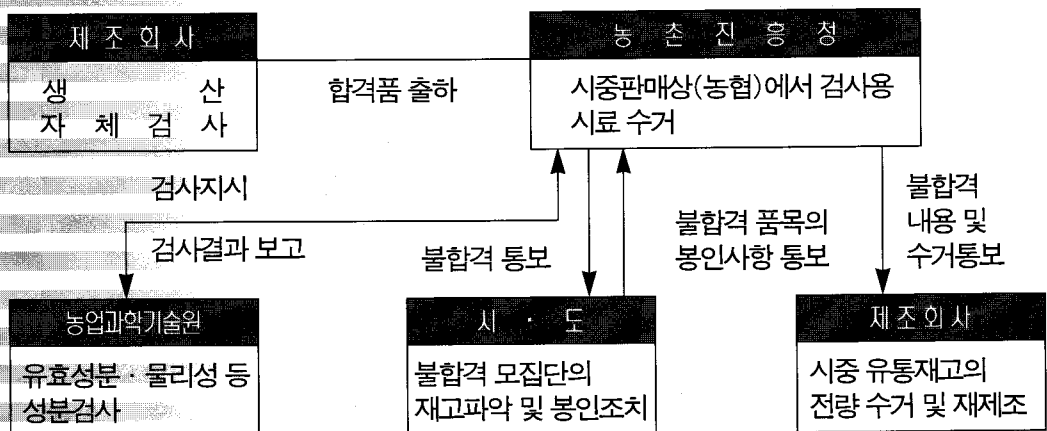 제 조 회 사
생 산
자 체 검 사
합격품 출하
농 촌 진 흥 청
시중판매상(농협)에서 검사용
시료 수거
검사지시
검사결과 보고
불합격 통보
불합격 품목의
봉인사항 통보
불합격
내용 및
수거통보
농업과학기술원
유효성분 · 물리성 등
성분검사
시 · 도
불합격 모집단의
재고파악 및 봉인조치
제 조 회 사
시중 유통재고의
전량 수거 및 재제조